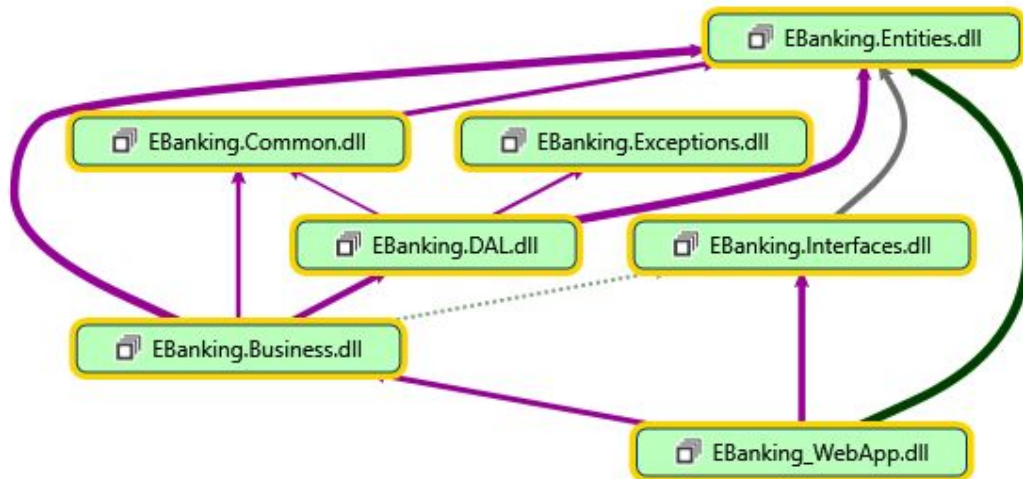 EBanking.Entities.dll
EBanking.Common.dll
EBanking.Exceptions.dll
EBanking.DAL.dll
EBanking.Interfaces.dll
EBanking.Business.dll
EBanking_WebApp.dll